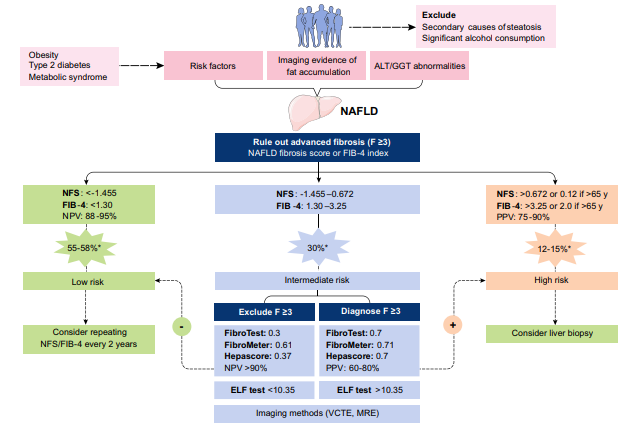 Exclude
Secondary causes of steatosis
Significant alcohol consumption
Obesity
Type 2 diabetes
Metabolic syndrome
Risk factors
Imaging evidence of
fat accumulation
ALT/GGT abnormalities
NAFLD
Rule out advanced fibrosis (F ≥3)
NAFLD fibrosis score or FIB-4 index
NFS: <-1.455
FIB-4: <1.30
NPV: 88-95%
NFS: -1.455–0.672
FIB -4: 1.30 –3.25
NFS: >0.672 or 0.12 if >65 y
FIB-4: >3.25 or 2.0 if >65 y
PPV: 75-90%
55-58%*
30%*
12-15%*
Low risk
Intermediate risk
High risk
Exclude F ≥3
Diagnose F ≥3
-
+
FibroTest: 0.3
FibroMeter: 0.61
Hepascore: 0.37
NPV >90%
FibroTest: 0.7
FibroMeter: 0.71
Hepascore: 0.7
PPV: 60-80%
Consider repeating
NFS/FIB-4 every 2 years
Consider liver biopsy
ELF test <10.35
ELF test >10.35
Imaging methods (VCTE, MRE)